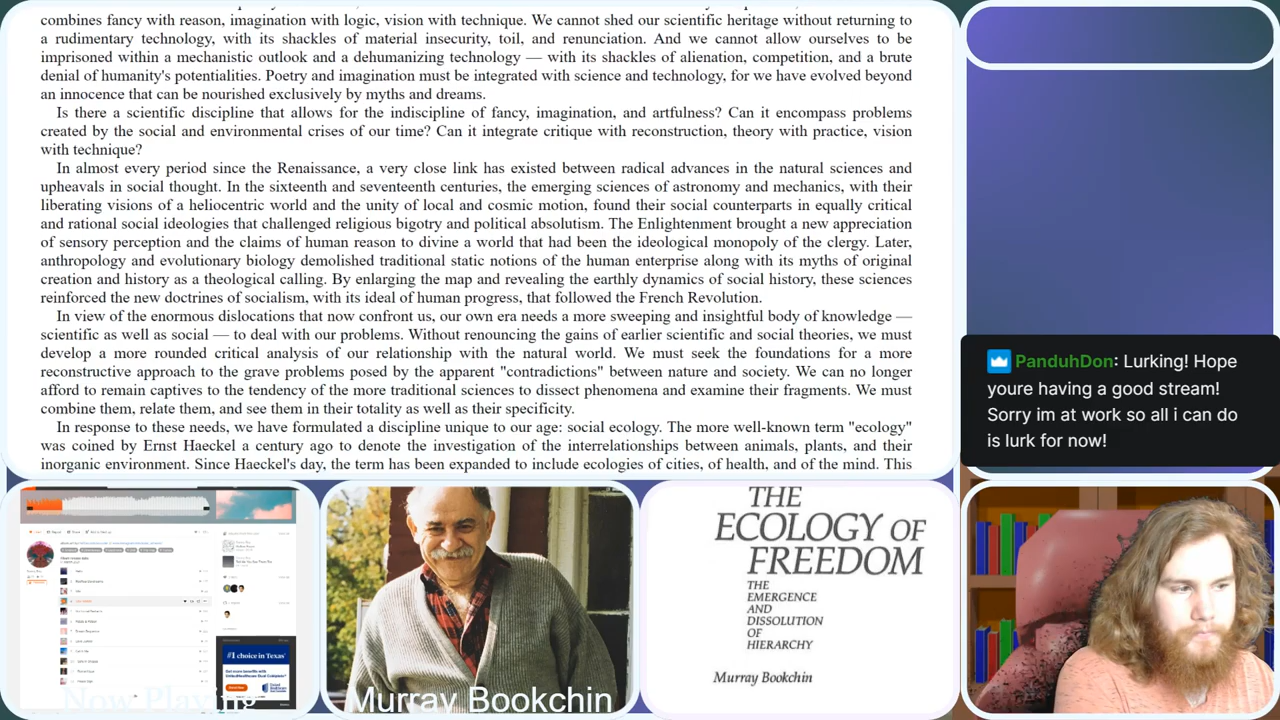 combines fancy with reason, imagination with logic, vision with technique. We cannot shed our scientific heritage without returning to
a rudimentary technology, with its shackles of material insecurity, toil, and renunciation. And we cannot allow ourselves to be
imprisoned within a mechanistic outlook and a dehumanizing technology — with its shackles of alienation, competition, and a brute
denial of humanity's potentialities. Poetry and imagination must be integrated with science and technology, for we have evolved beyond
an innocence that can be nourished exclusively by myths and dreams.
Is there a scientific discipline that allows for the indiscipline of fancy, imagination, and artfulness? Can it encompass problems
created by the social and environmental crises of our time? Can it integrate critique with reconstruction, theory with practice, vision
with technique?
In almost every period since the Renaissance, a very close link has existed between radical advances in the natural sciences and
upheavals in social thought. In the sixteenth and seventeenth centuries, the emerging sciences of astronomy and mechanics, with their
liberating visions of a heliocentric world and the unity of local and cosmic motion, found their social counterparts in equally critical
and rational social ideologies that challenged religious bigotry and political absolutism. The Enlightenment brought a new appreciation
of sensory perception and the claims of human reason to divine a world that had been the ideological monopoly of the clergy. Later,
anthropology and evolutionary biology demolished traditional static notions of the human enterprise along with its myths of original
creation and history as a theological calling. By enlarging the map and revealing the earthly dynamics of social history, these sciences
reinforced the new doctrines of socialism, with its ideal of human progress, that followed the French Revolution.
In view of the enormous dislocations that now confront us, our own era needs a more sweeping and insightful body of knowledge —
scientific as well as social — to deal with our problems. Without renouncing the gains of earlier scientific and social theories, we must
develop a more rounded critical analysis of our relationship with the natural world. We must seek the foundations for a more
reconstructive approach to the grave problems posed by the apparent "contradictions" between nature and society. We can no longer
afford to remain captives to the tendency of the more traditional sciences to dissect phenomena and examine their fragments. We must
combine them, relate them, and see them in their totality as well as their specificity.
In response to these needs, we have formulated a discipline unique to our age: social ecology. The more well-known term "ecology"
was coined by Ernst Haeckel a century ago to denote the investigation of the interrelationships between animals, plants, and their
inorganic environment. Since Haeckel's day, the term has been expanded to include ecologies of cities, of health, and of the mind. This
PanduhDon: Lurking! Hope
youre having a good stream!
Sorry im at work so all i can do
is lurk for now!
#1 choice in Texas
Now Playing
Murray Bookchin
THE
ECOLOGY OF
FREEDOM
THE
EMERGENCE
AND
DISSOLUTION
OF
HIERARCHY
Murray Bookchin